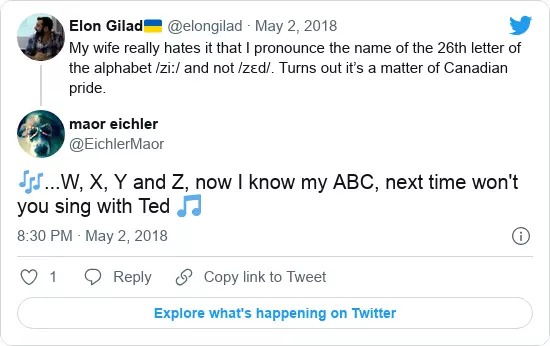 Elon Gilad🇺🇦 @elongilad · May 2, 2018
My wife really hates it that I pronounce the name of the 26th letter of
the alphabet /ziː/ and not /zɛd/. Turns out it’s a matter of Canadian
pride.
maor eichler
@EichlerMaor
🎶...W, X, Y and Z, now I know my ABC, next time won't
you sing with Ted 🎵
8:30 PM · May 2, 2018
1 Reply Copy link to Tweet
Explore what's happening on Twitter